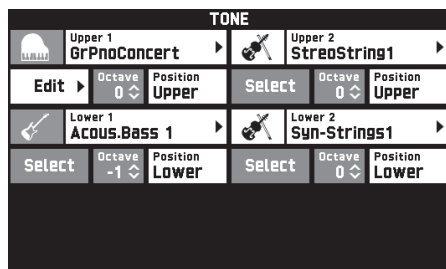 TONE
Upper 1
GrPnoConcert
Upper 2
StreoString1
Edit
Octave
0
Position
Upper
Select
Octave
0
Position
Upper
Lower 1
Acous.Bass 1
Lower 2
Syn-Strings1
Select
Octave
-1
Position
Lower
Select
Octave
0
Position
Lower